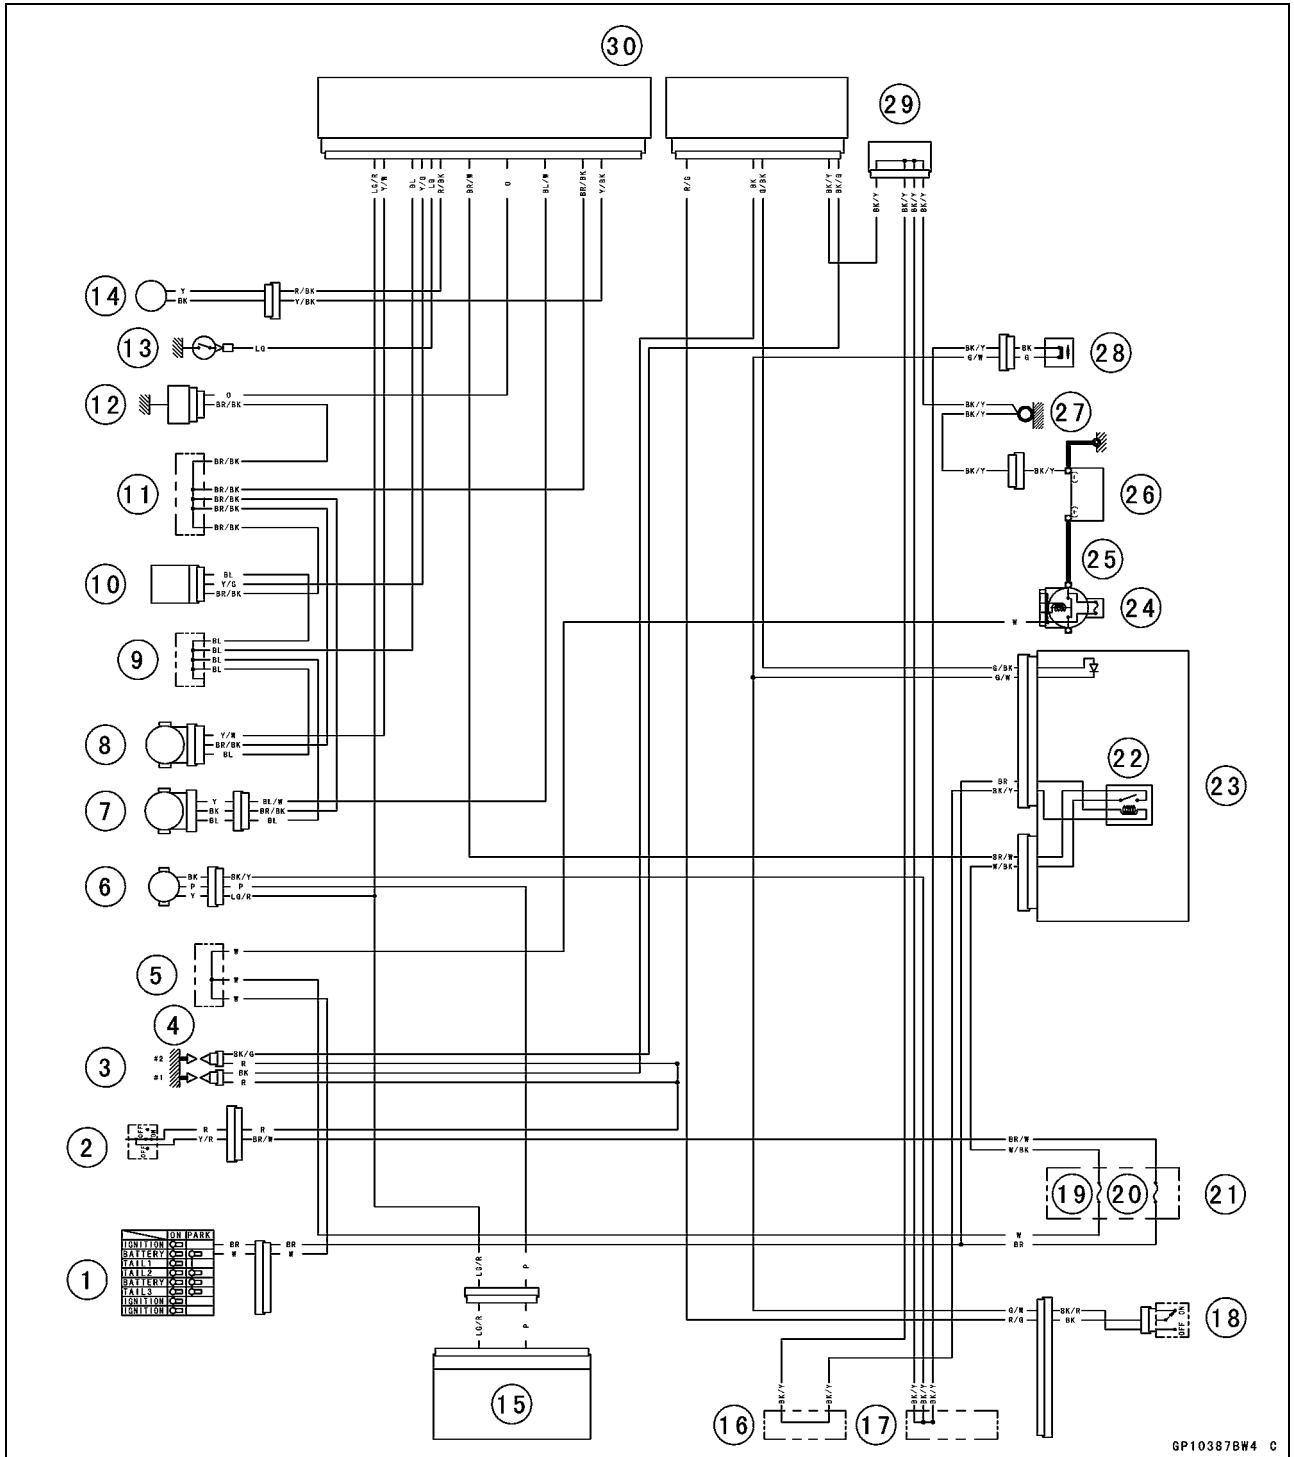 30
29
LG/R
Y/W
BL
Y/G
LG
R/BK
BR/W
O
BL/W
BR/BK
Y/BK
R/G
BK
G/BK
BK/Y
BK/G
BK/Y
BK/Y
BK/Y
BK/Y
14
Y
BK
R/BK
Y/BK
13
LG
12
O
BR/BK
11
BR/BK
BR/BK
BR/BK
BR/BK
BR/BK
10
BL
Y/G
BR/BK
9
BL
BL
BL
BL
8
Y/W
BR/BK
BL
7
Y
BK
BL
BL/W
BR/BK
BL
6
BK
P
Y
BK/Y
P
LG/R
5
W
W
W
4
3
#2
#1
BK/G
R
BK
R
2
OFF
ON
OFF
R
Y/R
R
BR/W
1
ON PARK
IGNITION
BATTERY
TAIL1
TAIL2
BATTERY
TAIL3
IGNITION
IGNITION
BR
W
BR
W
28
BK/Y
G/W
BK
G
27
BK/Y
BK/Y
BK/Y
BK/Y
26
(-)
(+)
25
24
W
G/BK
G/W
22
23
BR
BK/Y
BR/W
W/BK
BR/W
W/BK
19
20
21
W
BR
LG/R
P
LG/R
P
15
BK/Y
BK/Y
16
17
BK/Y
BK/Y
BK/Y
G/W
R/G
BK/R
BK
ON
OFF
18
GP10387BW4 C